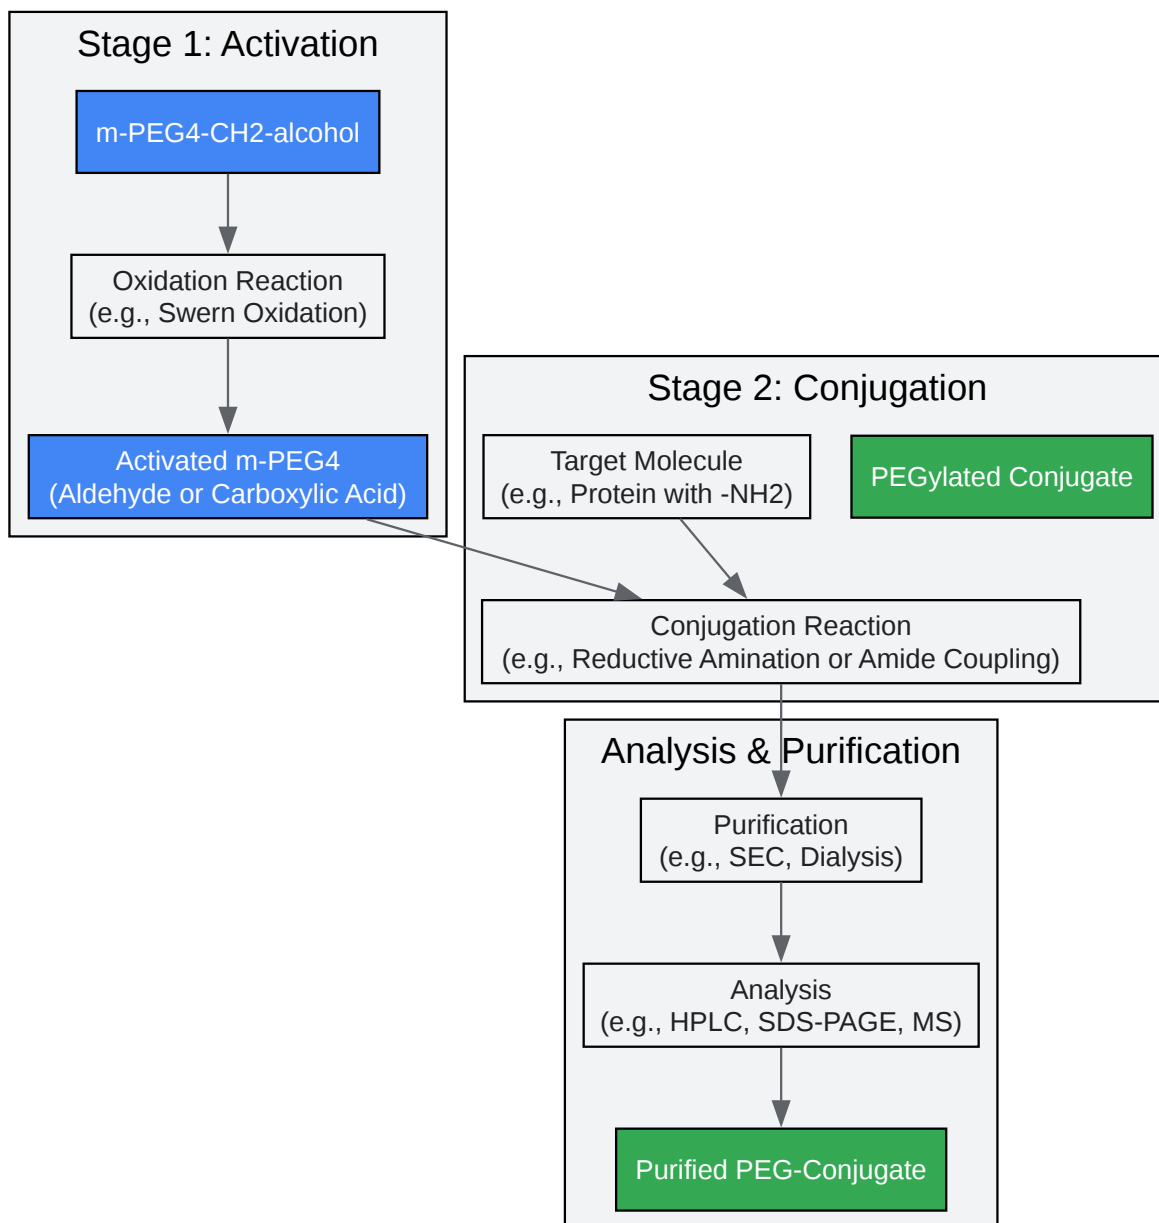 Stage 1: Activation
m-PEG4-CH2-alcohol
Oxidation Reaction
(e.g., Swern Oxidation)
Activated m-PEG4
(Aldehyde or Carboxylic Acid)
Stage 2: Conjugation
Target Molecule
(e.g., Protein with -NH2)
PEGylated Conjugate
Conjugation Reaction
(e.g., Reductive Amination or Amide Coupling)
Analysis & Purification
Purification
(e.g., SEC, Dialysis)
Analysis
(e.g., HPLC, SDS-PAGE, MS)
Purified PEG-Conjugate